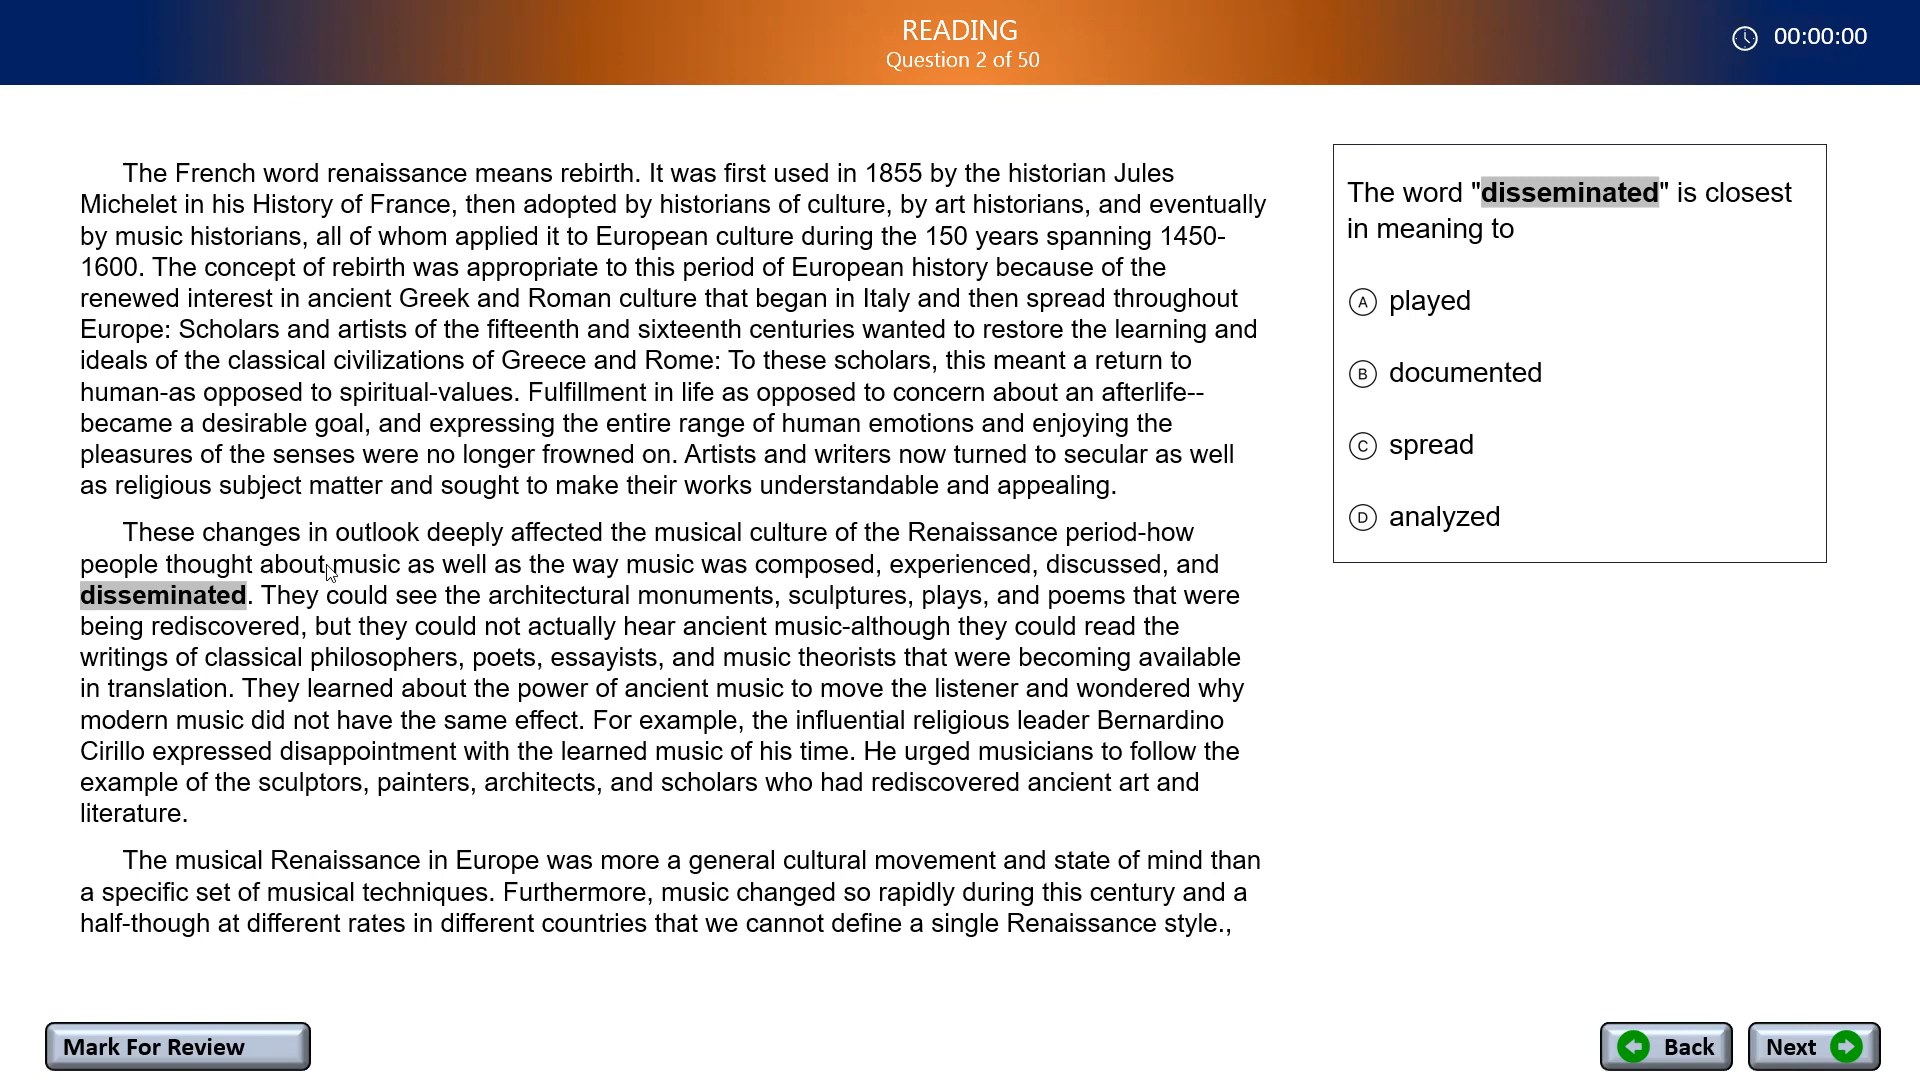 READING
Question 2 of 50
00:00:00
The French word renaissance means rebirth. It was first used in 1855 by the historian Jules
Michelet in his History of France, then adopted by historians of culture, by art historians, and eventually
by music historians, all of whom applied it to European culture during the 150 years spanning 1450-
1600. The concept of rebirth was appropriate to this period of European history because of the
renewed interest in ancient Greek and Roman culture that began in Italy and then spread throughout
Europe: Scholars and artists of the fifteenth and sixteenth centuries wanted to restore the learning and
ideals of the classical civilizations of Greece and Rome: To these scholars, this meant a return to
human-as opposed to spiritual-values. Fulfillment in life as opposed to concern about an afterlife--
became a desirable goal, and expressing the entire range of human emotions and enjoying the
pleasures of the senses were no longer frowned on. Artists and writers now turned to secular as well
as religious subject matter and sought to make their works understandable and appealing.
These changes in outlook deeply affected the musical culture of the Renaissance period-how
people thought about music as well as the way music was composed, experienced, discussed, and
disseminated. They could see the architectural monuments, sculptures, plays, and poems that were
being rediscovered, but they could not actually hear ancient music-although they could read the
writings of classical philosophers, poets, essayists, and music theorists that were becoming available
in translation. They learned about the power of ancient music to move the listener and wondered why
modern music did not have the same effect. For example, the influential religious leader Bernardino
Cirillo expressed disappointment with the learned music of his time. He urged musicians to follow the
example of the sculptors, painters, architects, and scholars who had rediscovered ancient art and
literature.
The musical Renaissance in Europe was more a general cultural movement and state of mind than
a specific set of musical techniques. Furthermore, music changed so rapidly during this century and a
half-though at different rates in different countries that we cannot define a single Renaissance style.,
The word "disseminated" is closest
in meaning to
A played
B documented
C spread
D analyzed
Mark For Review
Back
Next